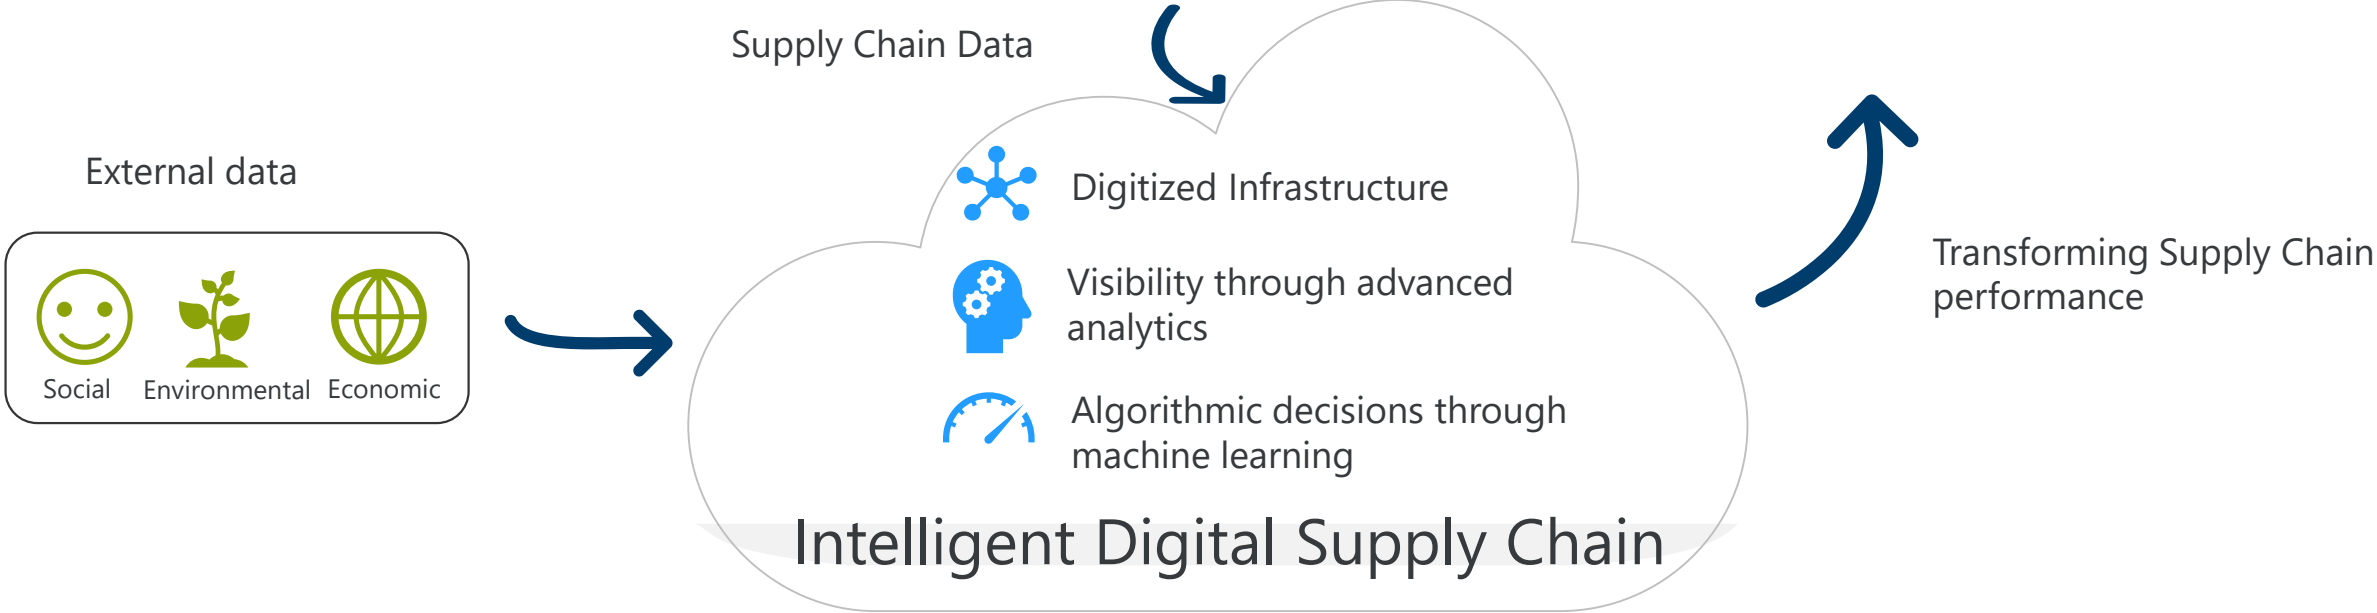 Supply Chain Data
External data
Social
Environmental
Economic
Digitized Infrastructure
Visibility through advanced
analytics
Algorithmic decisions through
machine learning
Intelligent Digital Supply Chain
Transforming Supply Chain
performance